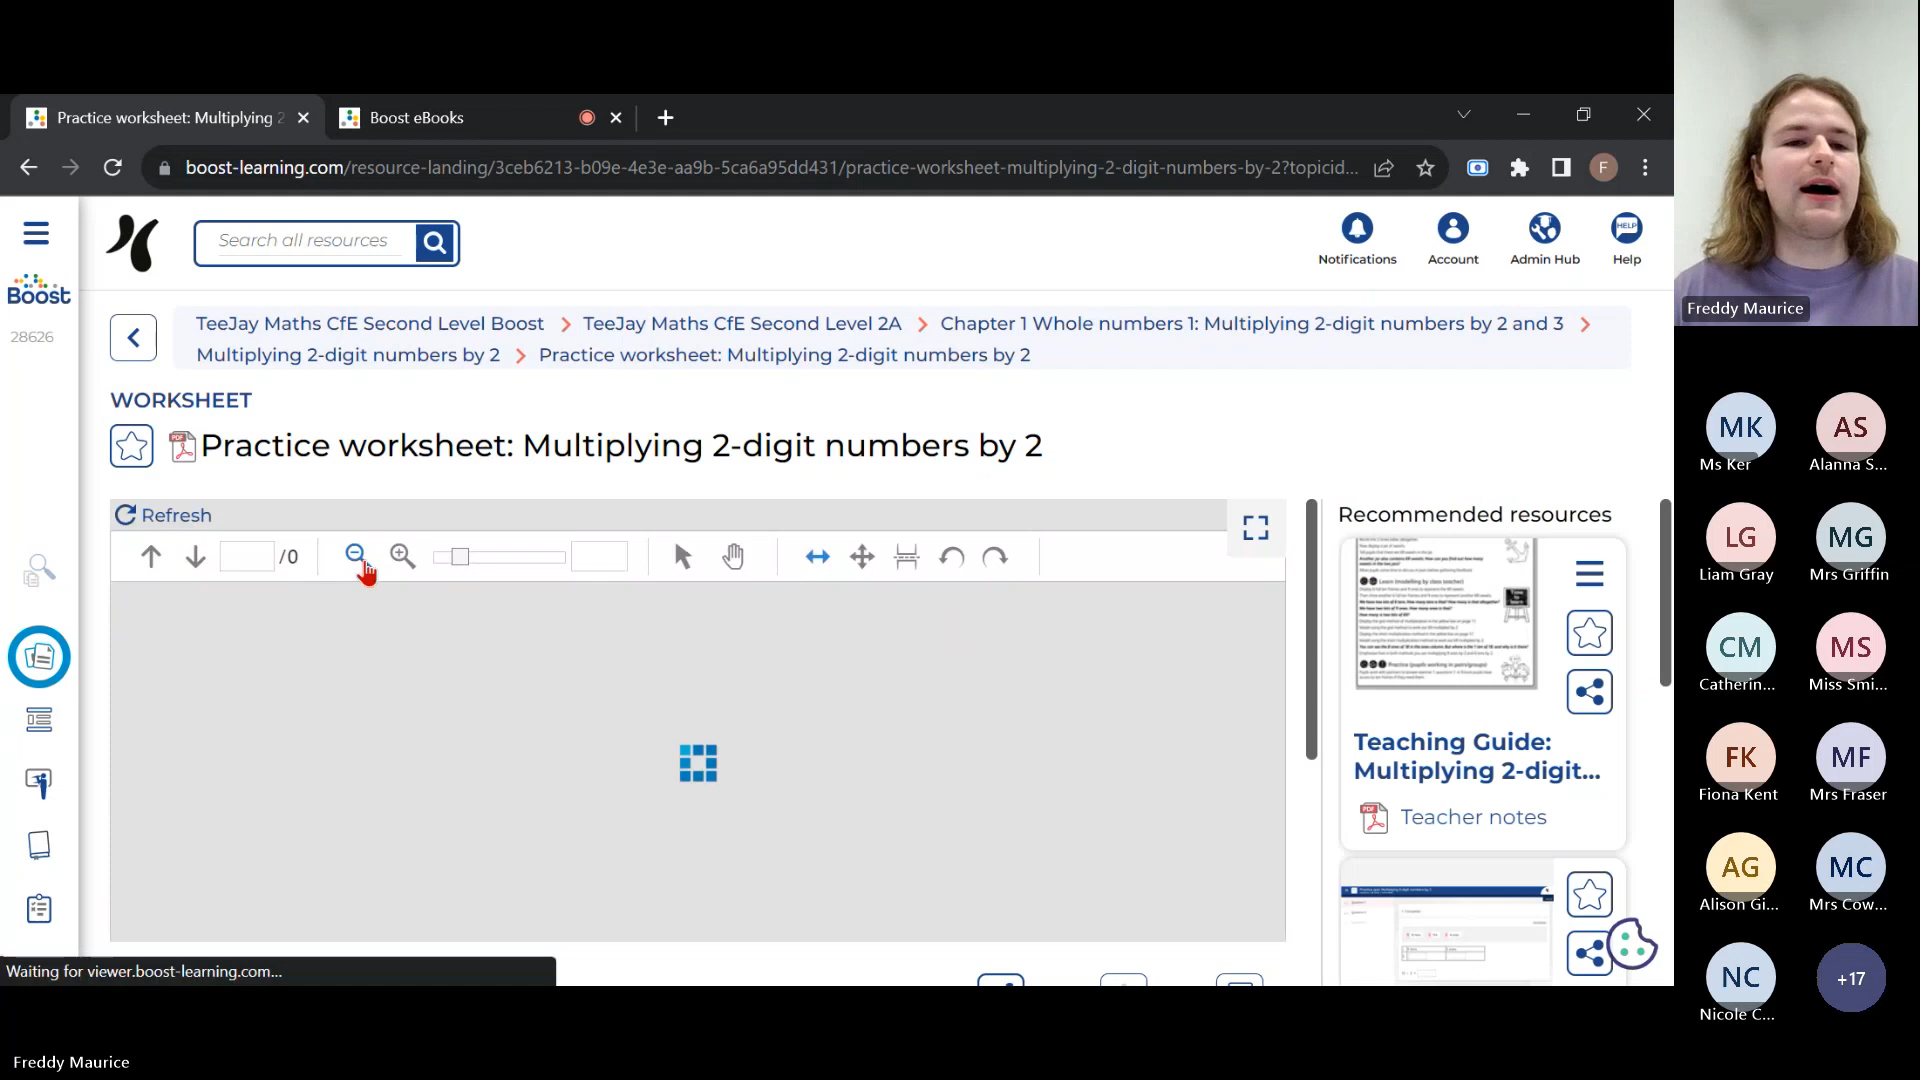 Practice worksheet: Multiplying 2
Boost eBooks
boost-learning.com/resource-landing/3ceb6213-b09e-4e3e-aa9b-5ca6a95dd431/practice-worksheet-multiplying-2-digit-numbers-by-2?topicid...
F
Search all resources
Notifications
Account
Admin Hub
HELP
Help
Boost
28626
TeeJay Maths CfE Second Level Boost
TeeJay Maths CfE Second Level 2A
Chapter 1 Whole numbers 1: Multiplying 2-digit numbers by 2 and 3
Multiplying 2-digit numbers by 2
Practice worksheet: Multiplying 2-digit numbers by 2
WORKSHEET
PDF
Practice worksheet: Multiplying 2-digit numbers by 2
Refresh
/0
Recommended resources
Teaching Guide:
Multiplying 2-digit...
PDF
Teacher notes
Waiting for viewer.boost-learning.com...
Freddy Maurice
MK
Ms Ker
AS
Alanna S...
LG
Liam Gray
MG
Mrs Griffin
CM
Catherin...
MS
Miss Smi...
FK
Fiona Kent
MF
Mrs Fraser
AG
Alison Gi...
MC
Mrs Cow...
NC
Nicole C...
+17
Freddy Maurice